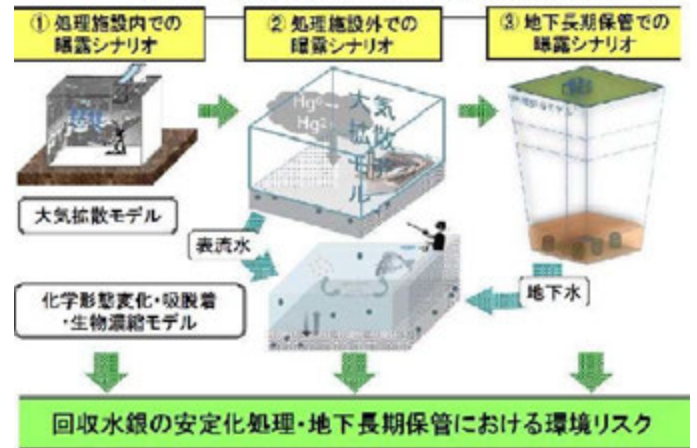 ① 処理施設内での
曝露シナリオ
② 処理施設外での
曝露シナリオ
③ 地下長期保管での
曝露シナリオ
Hg⁰
Hg²
大気
拡散
モデル
大気拡散モデル
表流水
地下水
化学形態変化・吸脱着
・生物濃縮モデル
回収水銀の安定化処理・地下長期保管における環境リスク